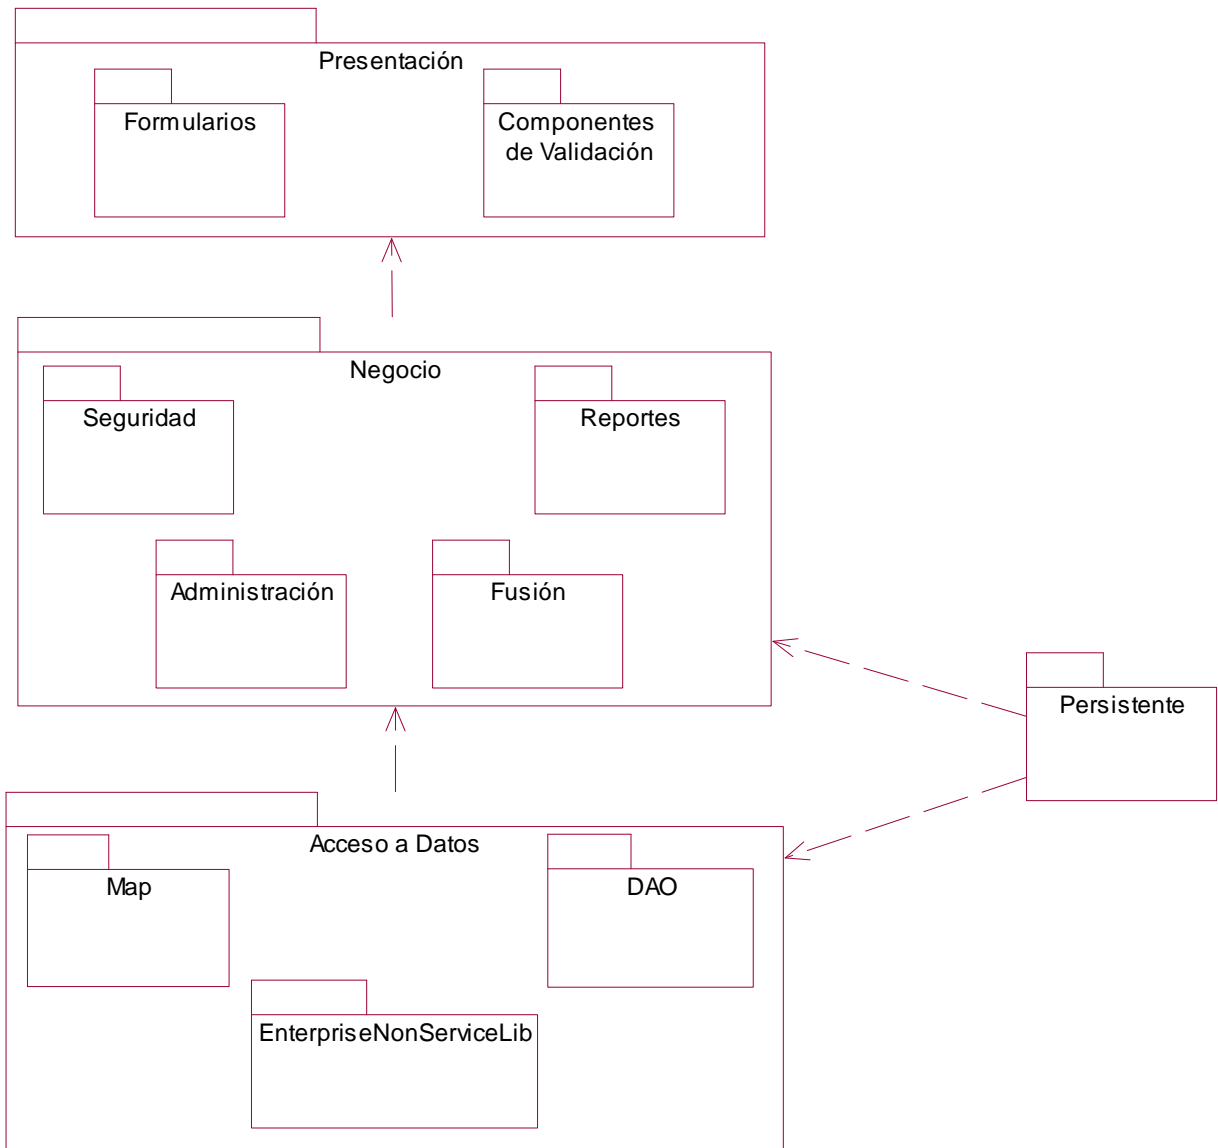 Presentación
Formularios
Componentes
de Validación
Negocio
Seguridad
Reportes
Administración
Fusión
Persistente
Acceso a Datos
Map
DAO
EnterpriseNonServiceLib